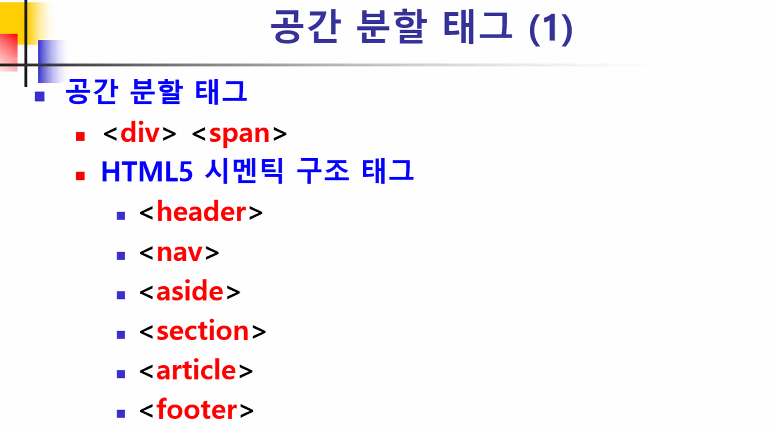 공간 분할 태그 (1)
공간 분할 태그
<div> <span>
HTML5 시멘틱 구조 태그
<header>
<nav>
<aside>
<section>
<article>
<footer>